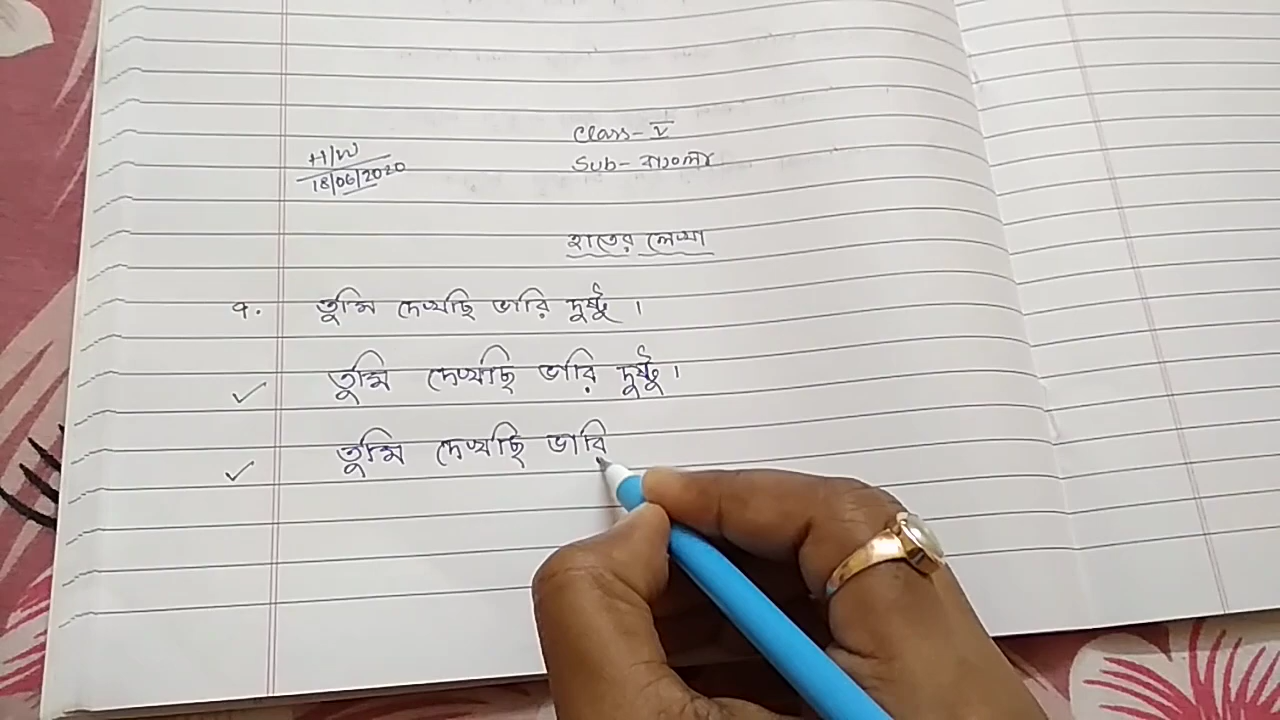 Class- V
H/W
Sub- বাংলা
18/06/2020
হাতের লেখা
৭. তুমি দেখছি ভারি দুষ্টু ।
✓ তুমি দেখছি ভারি দুষ্টু ।
✓ তুমি দেখছি ভারি